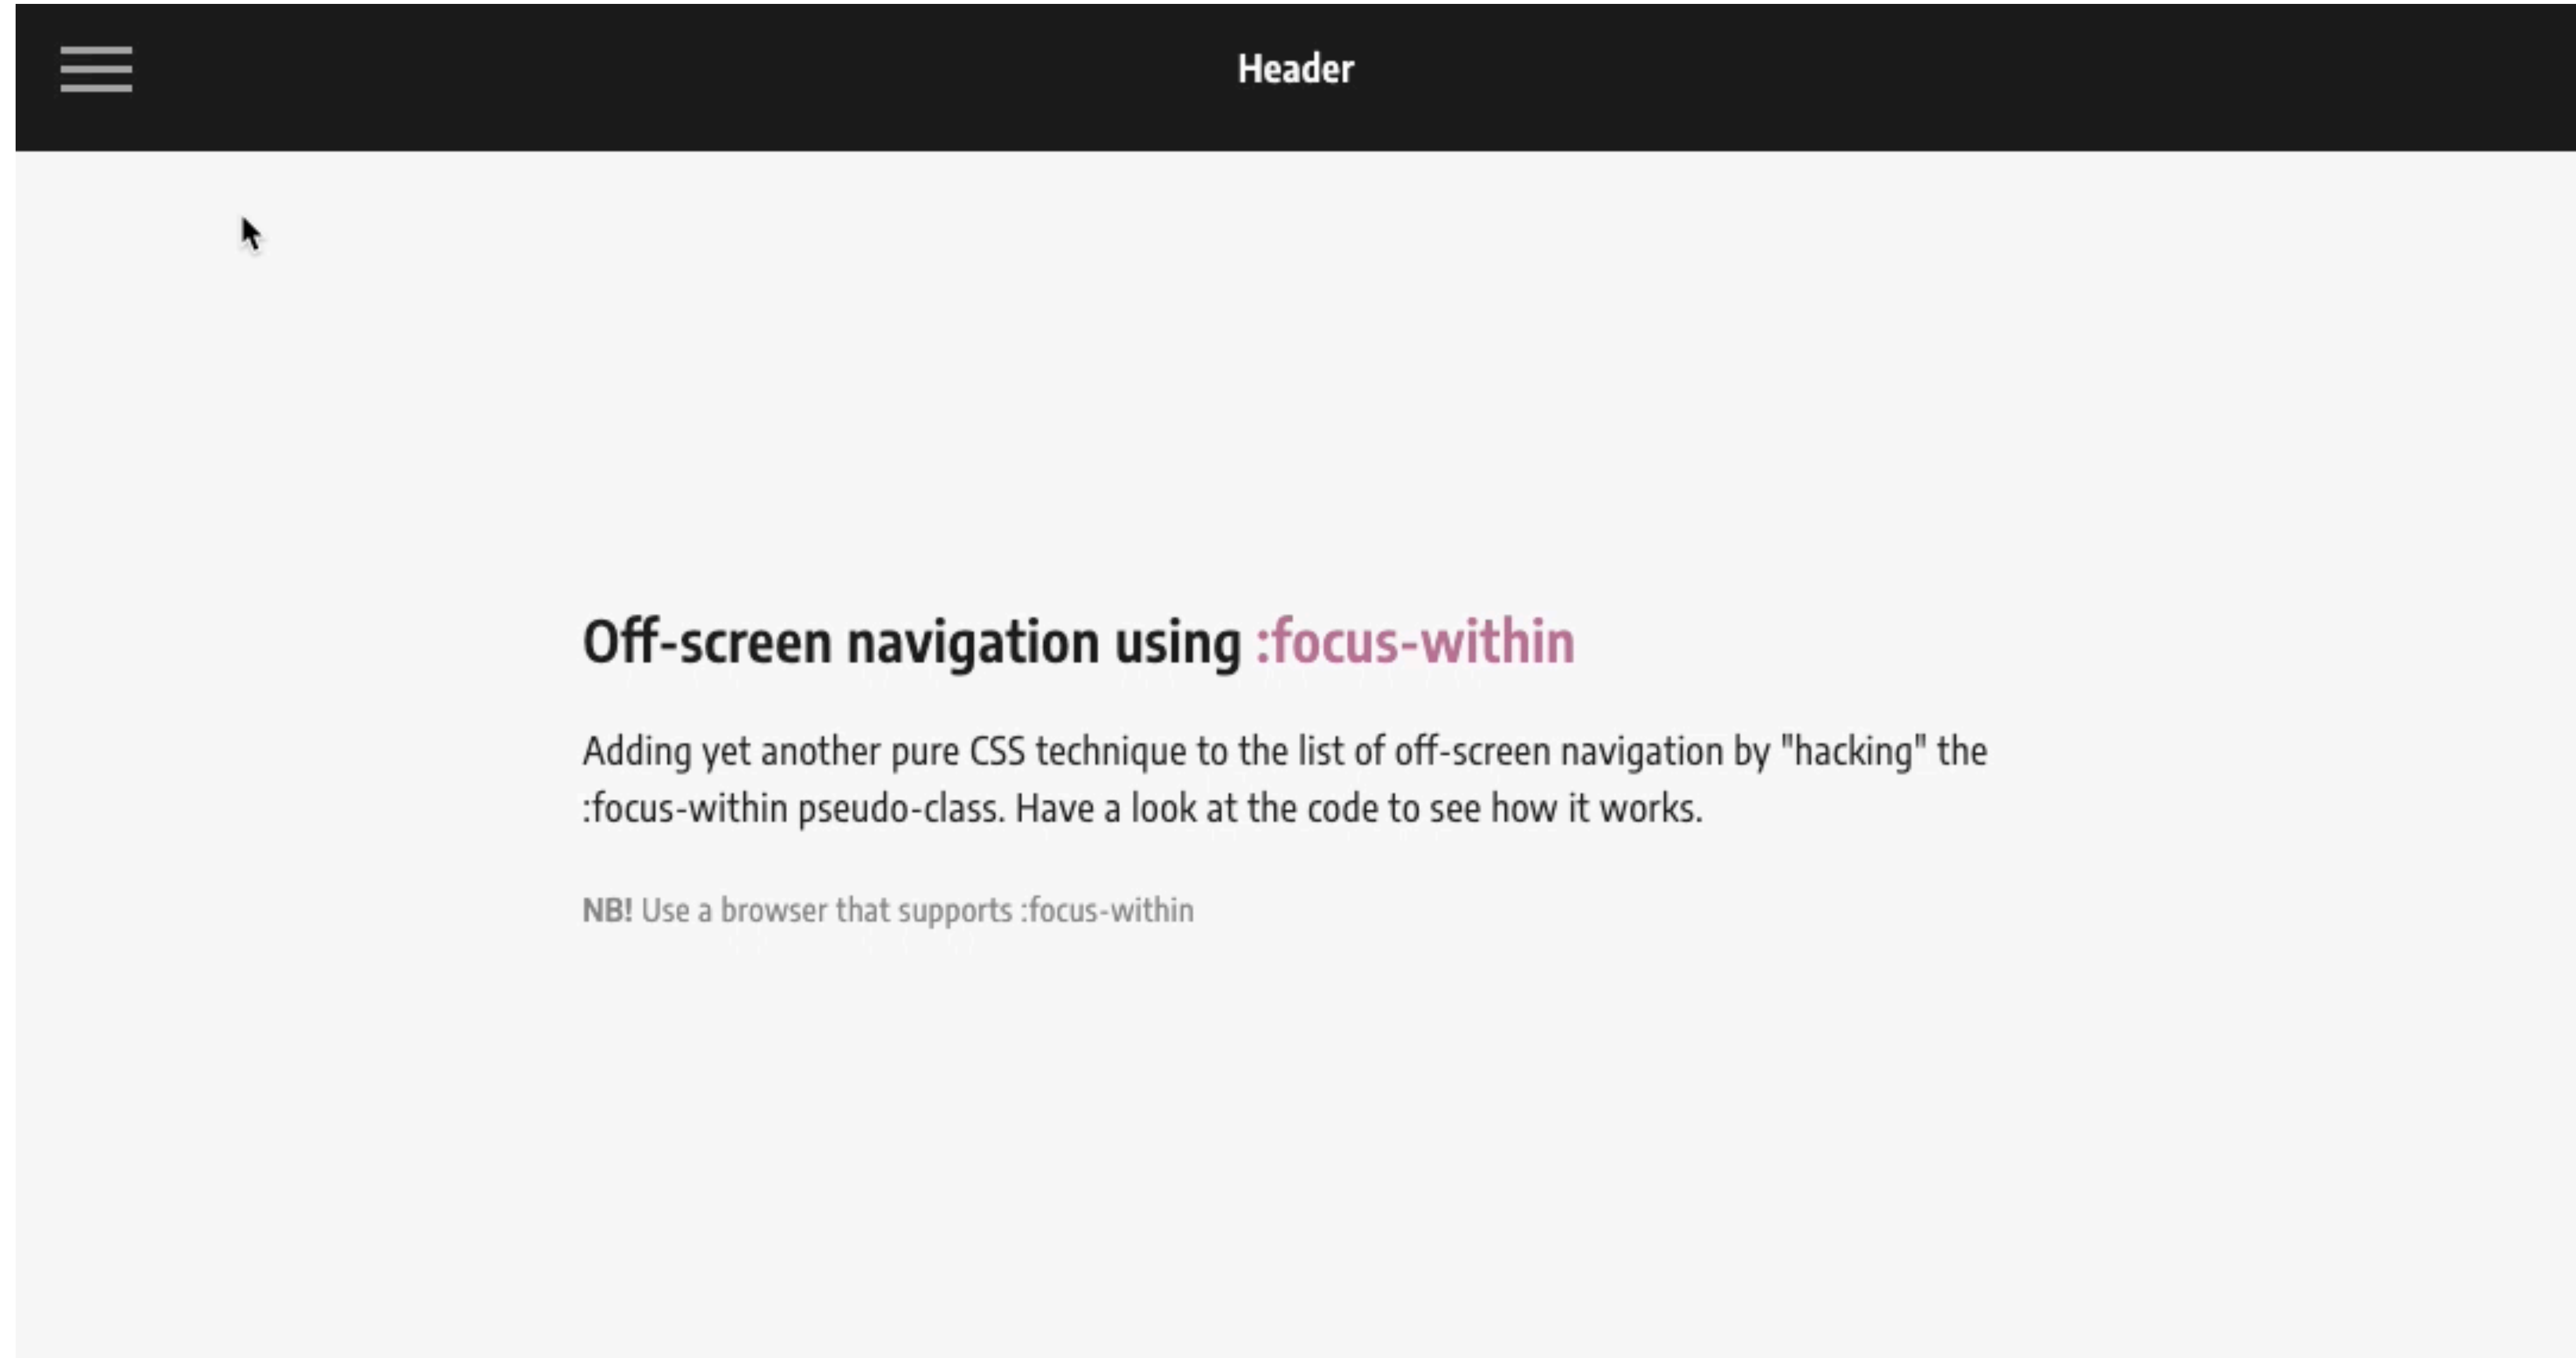 Header
Off-screen navigation using :focus-within
Adding yet another pure CSS technique to the list of off-screen navigation by "hacking" the
:focus-within pseudo-class. Have a look at the code to see how it works.
NB! Use a browser that supports :focus-within